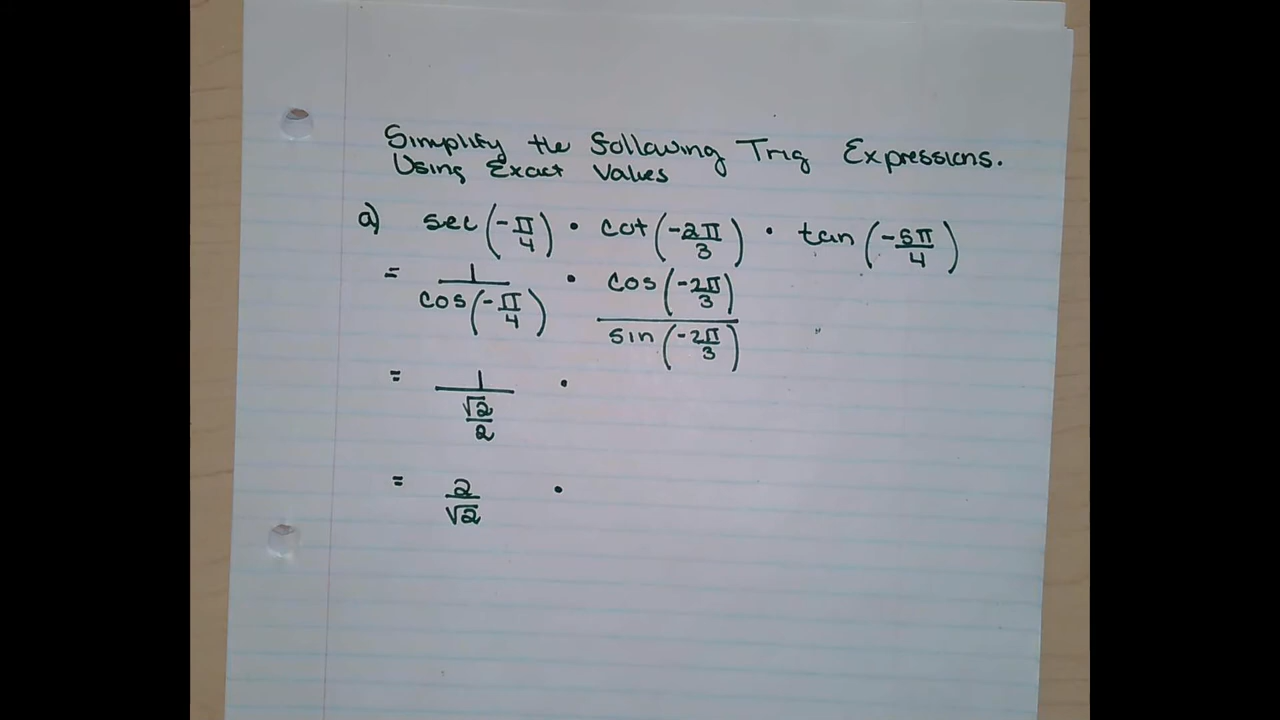 Simplify the following Trig Expressions.
Using Exact Values
a) sec(-π/4) · cot(-2π/3) · tan(-5π/4)
= 1/cos(-π/4) · cos(-2π/3)/sin(-2π/3)
= 1/(√2/2) ·
= 2/√2 ·